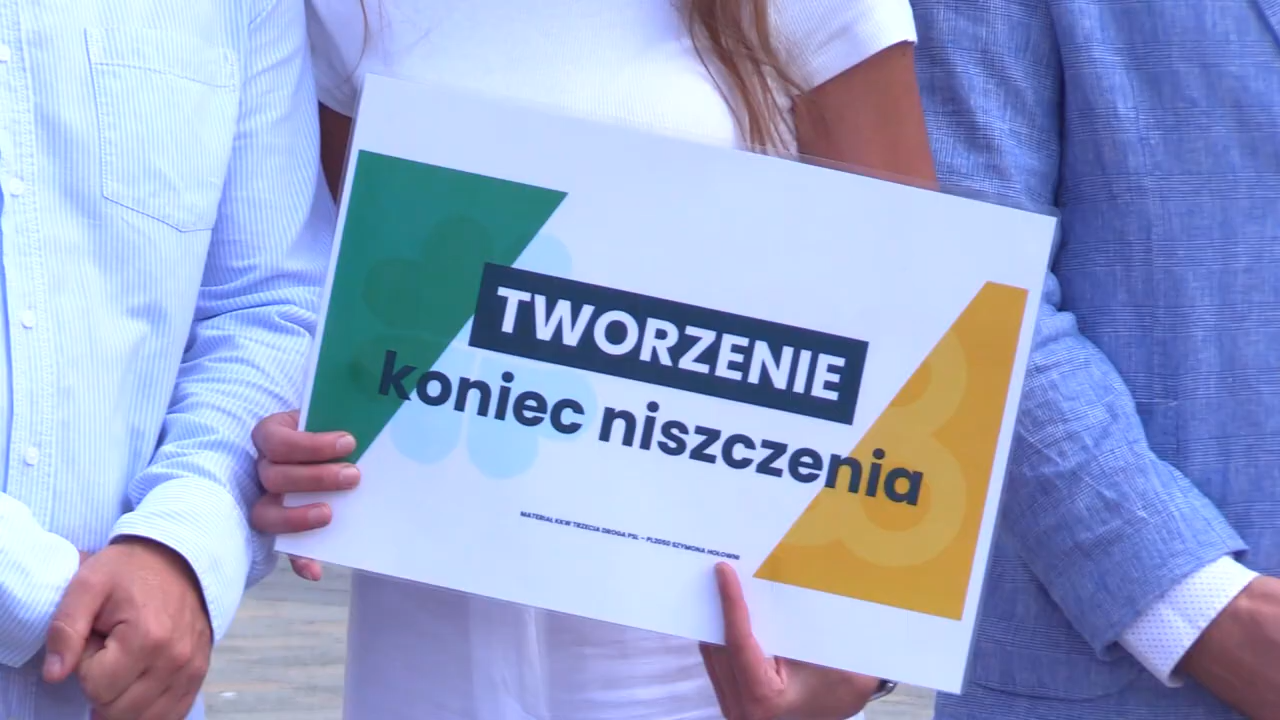 TWORZENIE
koniec niszczenia
MATERIAŁ KKW TRZECIA DROGA PSL – PL2050 SZYMONA HOŁOWNI